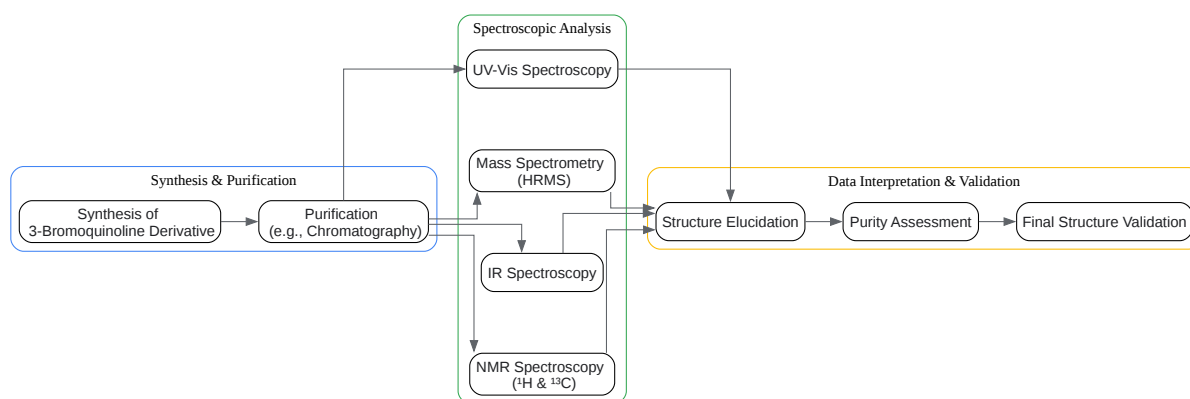 Spectroscopic Analysis
UV-Vis Spectroscopy
Mass Spectrometry
(HRMS)
Synthesis & Purification
Data Interpretation & Validation
Synthesis of
3-Bromoquinoline Derivative
Purification
(e.g., Chromatography)
Structure Elucidation
Purity Assessment
Final Structure Validation
IR Spectroscopy
NMR Spectroscopy
(¹H & ¹³C)